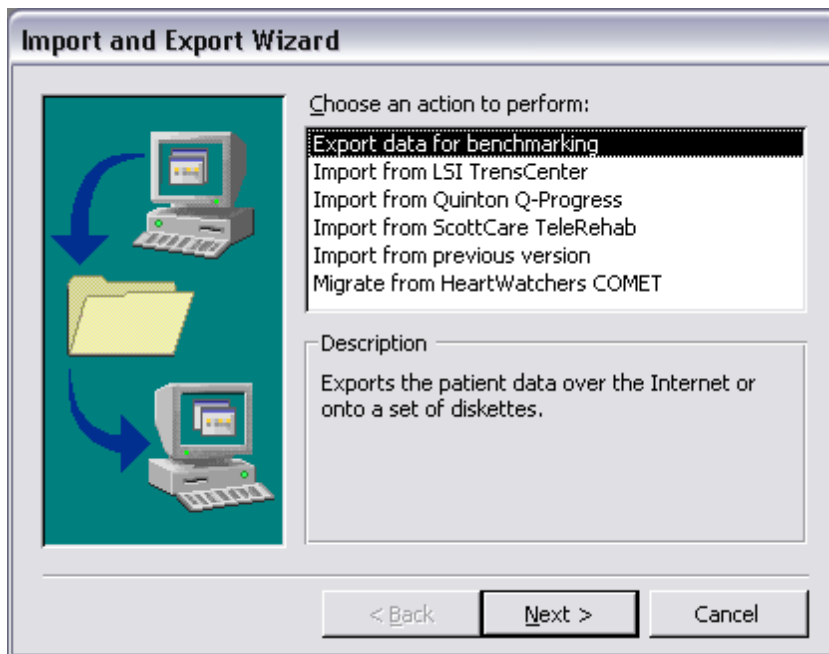 Import and Export Wizard
Choose an action to perform:
Export data for benchmarking
Import from LSI TrensCenter
Import from Quinton Q-Progress
Import from ScottCare TeleRehab
Import from previous version
Migrate from HeartWatchers COMET
Description
Exports the patient data over the Internet or
onto a set of diskettes.
< Back Next > Cancel